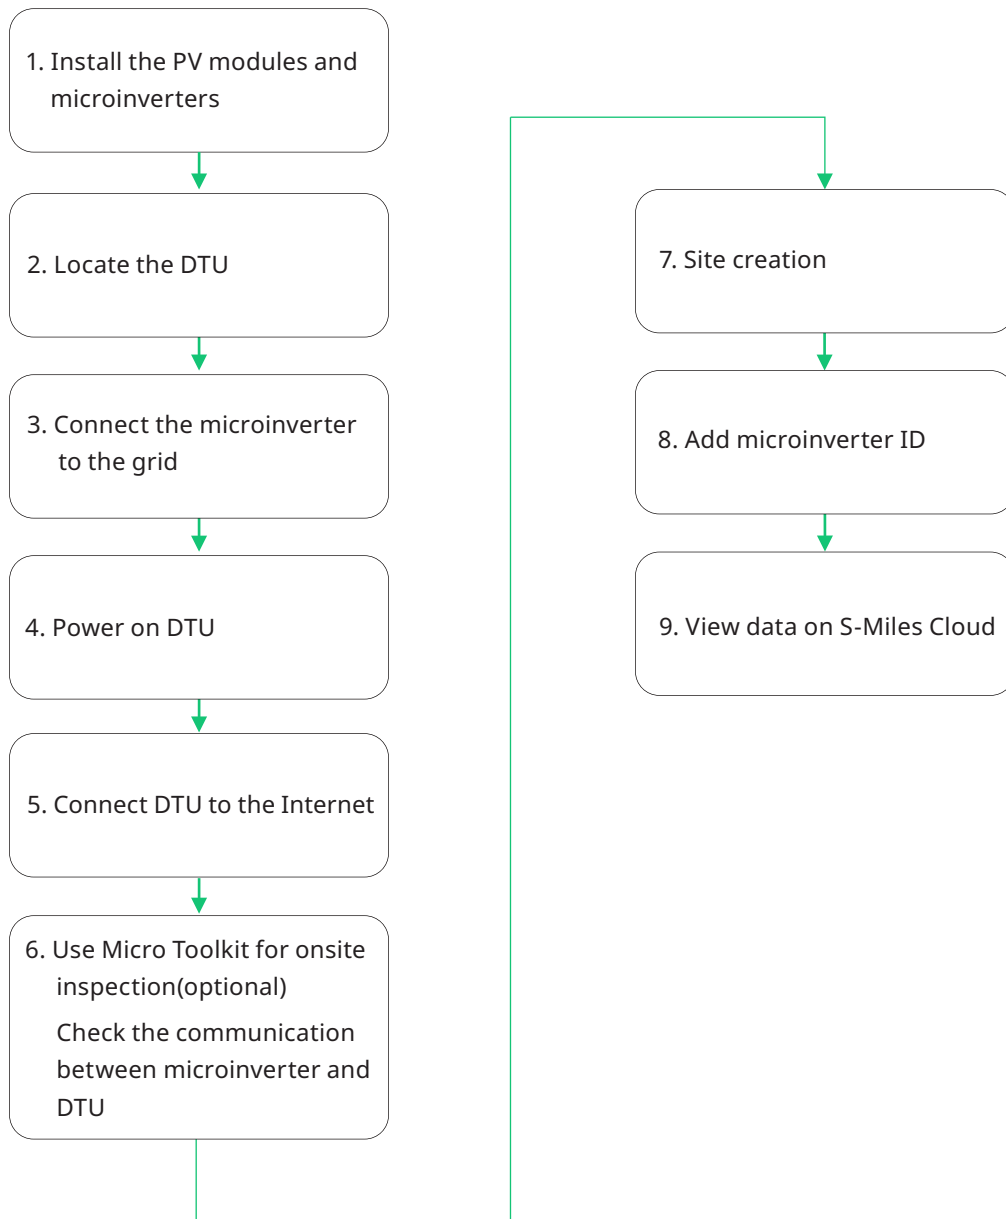 1. Install the PV modules and
microinverters
2. Locate the DTU
3. Connect the microinverter
to the grid
4. Power on DTU
5. Connect DTU to the Internet
6. Use Micro Toolkit for onsite
inspection(optional)
Check the communication
between microinverter and
DTU
7. Site creation
8. Add microinverter ID
9. View data on S-Miles Cloud